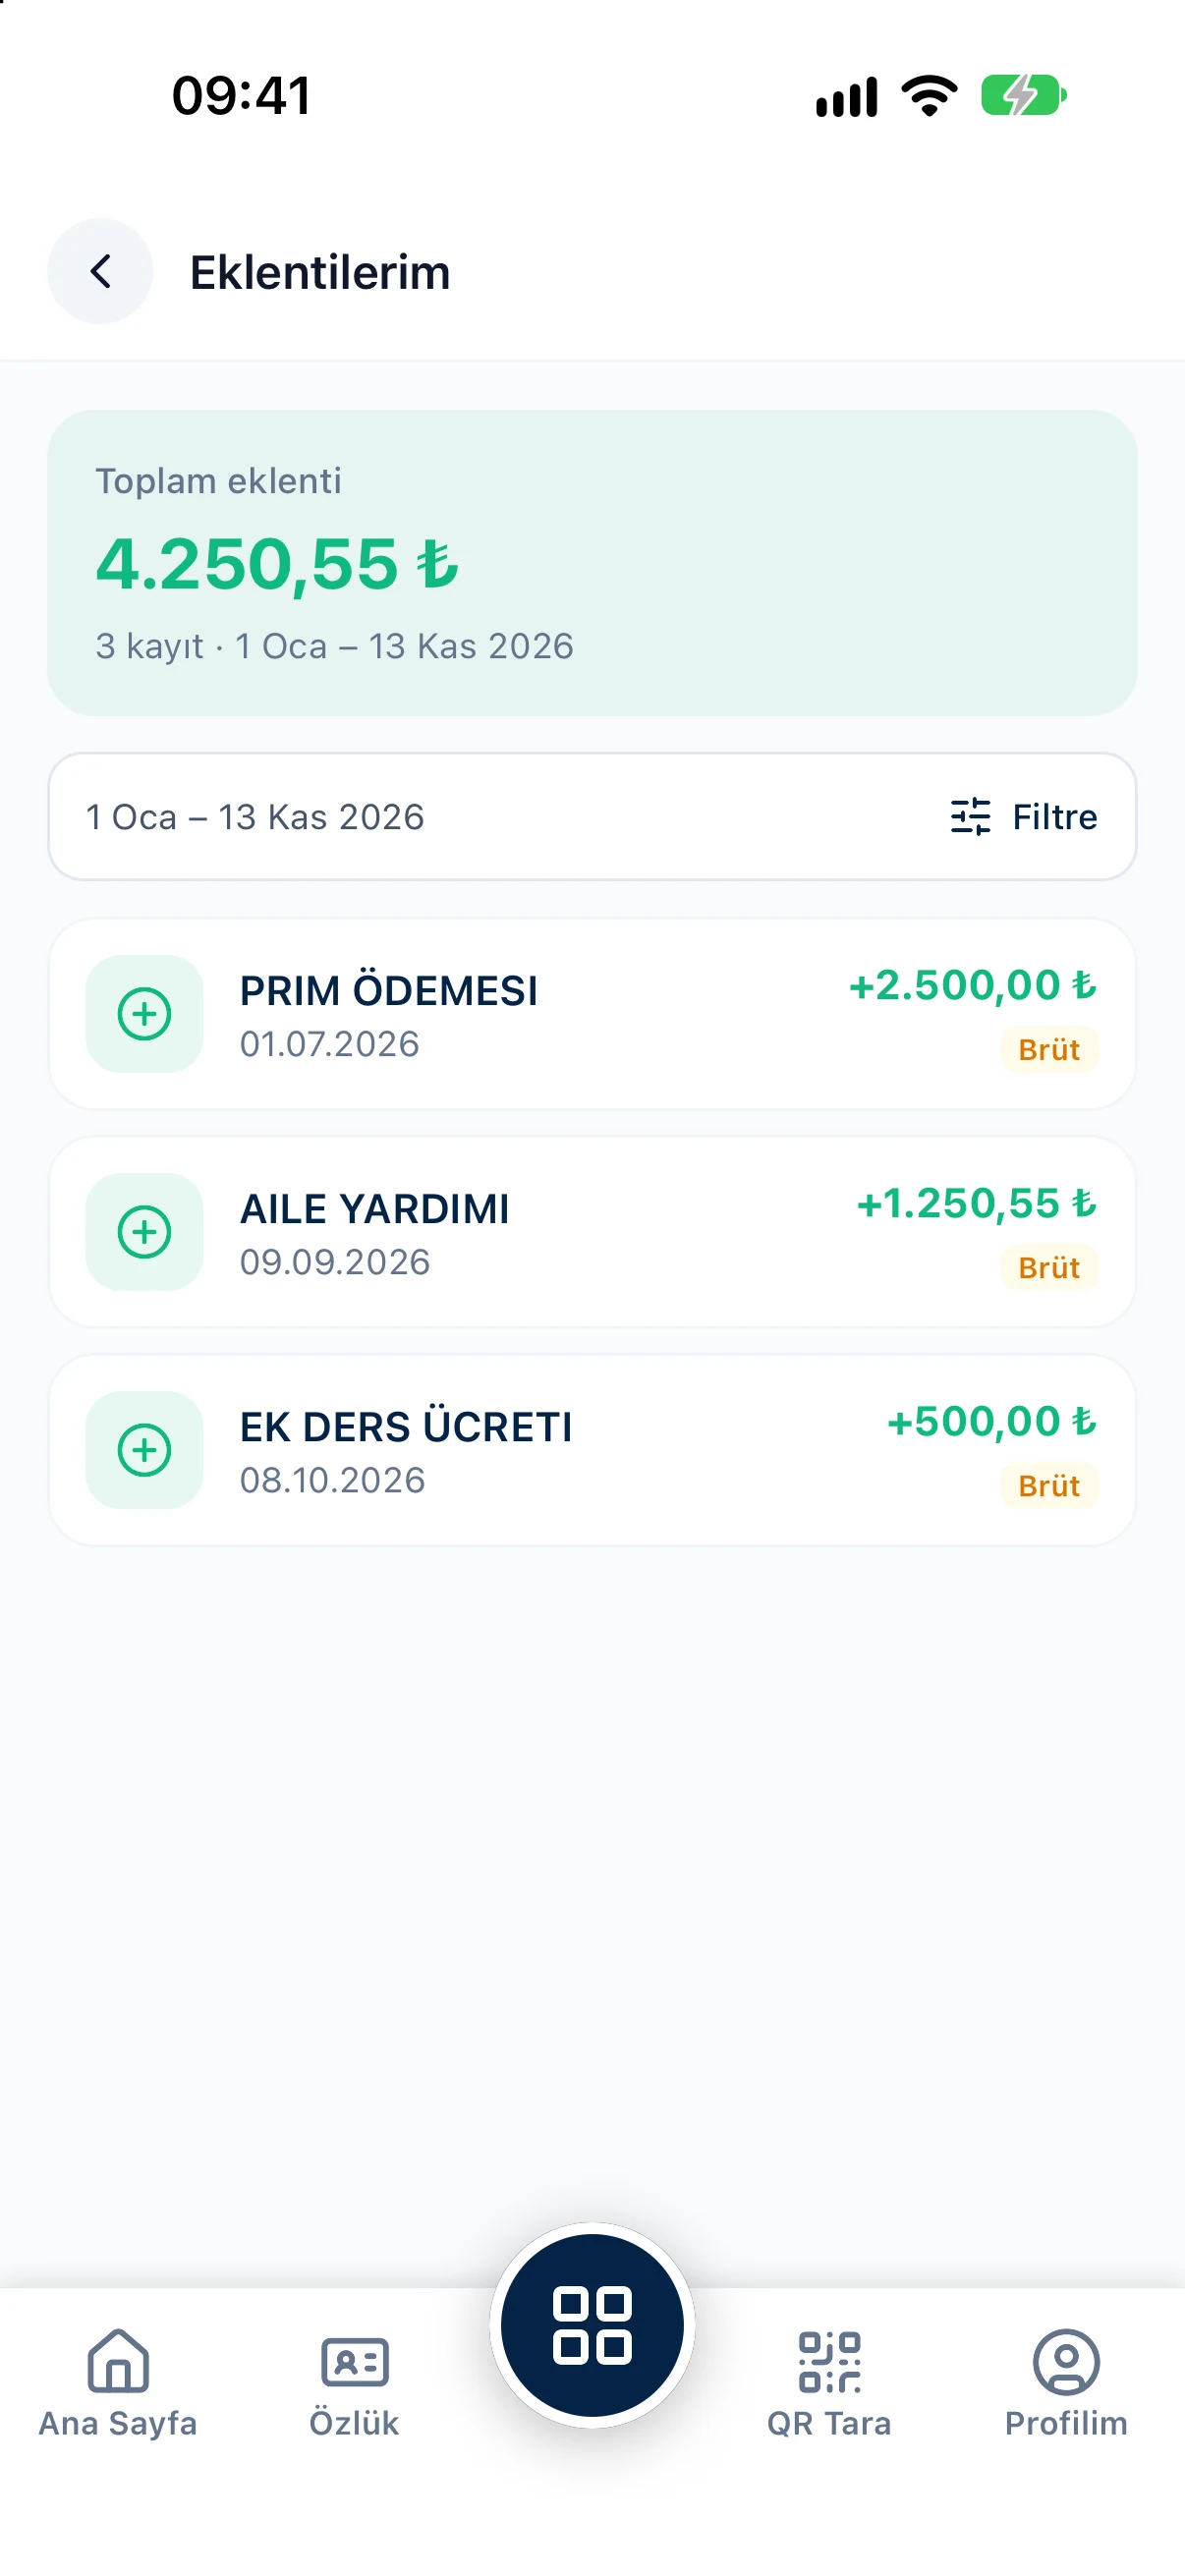 09:41
Eklentilerim
Toplam eklenti
4.250,55 ₺
3 kayıt · 1 Oca – 13 Kas 2026
1 Oca – 13 Kas 2026
Filtre
PRIM ÖDEMESI
+2.500,00 ₺
01.07.2026
Brüt
AILE YARDIMI
+1.250,55 ₺
09.09.2026
Brüt
EK DERS ÜCRETI
+500,00 ₺
08.10.2026
Brüt
Ana Sayfa
Özlük
QR Tara
Profilim